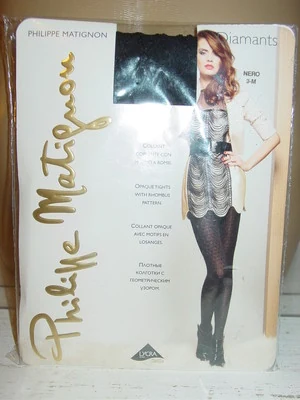 PHILIPPE MATIGNON
Diamants
NERO
3-M
Philippe Matignon
COLLANT
OPAQUE TIGHTS
WITH RHOMBUS
PATTERN.
COLLANT OPAQUE
AVEC MOTIFS EN
LOSANGES.
ПЛОТНЫЕ
КОЛГОТКИ С
ГЕОМЕТРИЧЕСКИМ
УЗОРОМ.
LYCRA